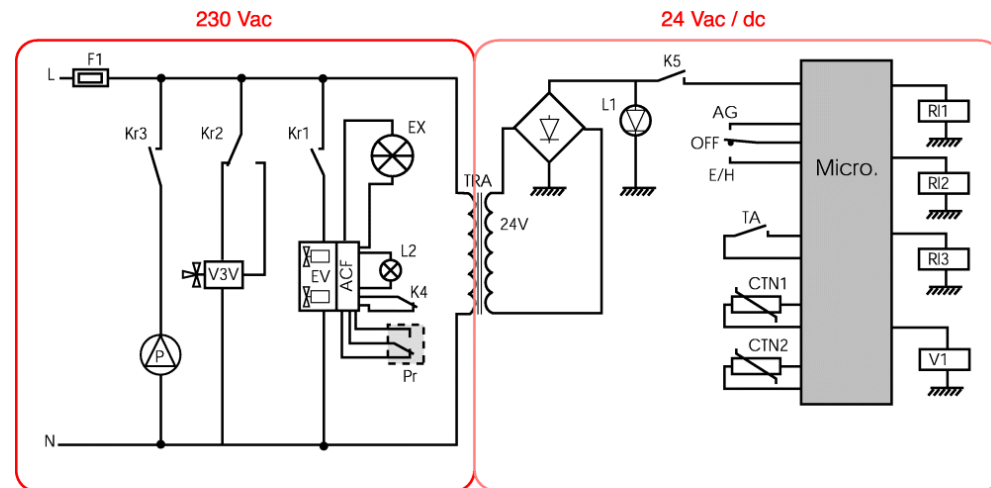 230 Vac
24 Vac / dc
L
F1
K5
Kr3
Kr2
Kr1
EX
L1
AG
OFF
E/H
Micro.
RI1
TRA
24V
RI2
TA
V3V
EV
ACF
L2
K4
RI3
CTN1
P
Pr
CTN2
V1
N